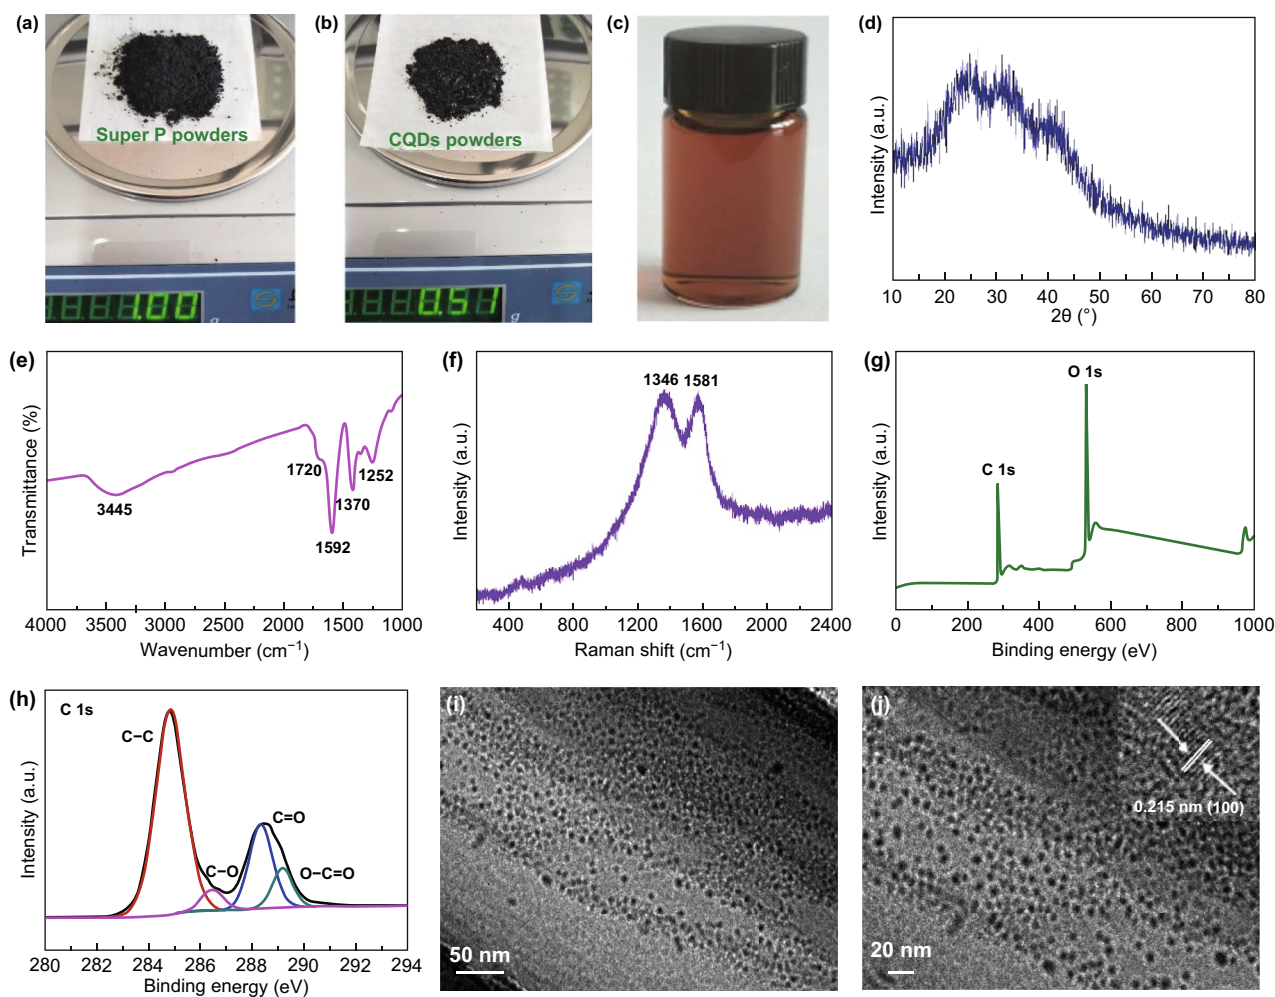 (a)
Super P powders
1.00
g
(b)
CQDs powders
0.51
g
(c)
(d)
Intensity (a.u.)
10 20 30 40 50 60 70 80
2θ (°)
(e)
Transmittance (%)
3445
1720
1592
1370
1252
4000 3500 3000 2500 2000 1500 1000
Wavenumber (cm−1)
(f)
Intensity (a.u.)
1346 1581
400 800 1200 1600 2000 2400
Raman shift (cm−1)
(g)
Intensity (a.u.)
C 1s
O 1s
0 200 400 600 800 1000
Binding energy (eV)
(h)
C 1s
Intensity (a.u.)
C−C
C−O
C=O
O−C=O
280 282 284 286 288 290 292 294
Binding energy (eV)
(i)
50 nm
(j)
0.215 nm (100)
20 nm